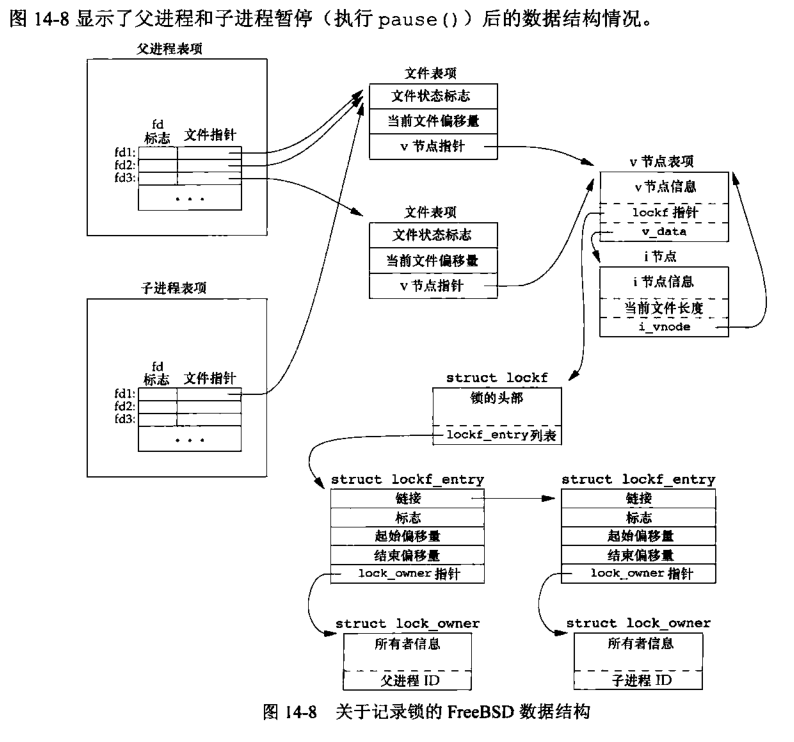 图 14-8 显示了父进程和子进程暂停（执行 pause()）后的数据结构情况。
父进程表项
fd
标志 文件指针
fd1:
fd2:
fd3:
• • •
文件表项
文件状态标志
当前文件偏移量
v 节点指针
v 节点表项
v 节点信息
lockf 指针
v_data
文件表项
文件状态标志
当前文件偏移量
v 节点指针
i 节点
i 节点信息
当前文件长度
i_vnode
子进程表项
fd
标志 文件指针
fd1:
fd2:
fd3:
• • •
struct lockf
锁的头部
lockf_entry列表
struct lockf_entry
链接
标志
起始偏移量
结束偏移量
lock_owner 指针
struct lockf_entry
链接
标志
起始偏移量
结束偏移量
lock_owner 指针
struct lock_owner
所有者信息
父进程 ID
struct lock_owner
所有者信息
子进程 ID
图 14-8 关于记录锁的 FreeBSD 数据结构